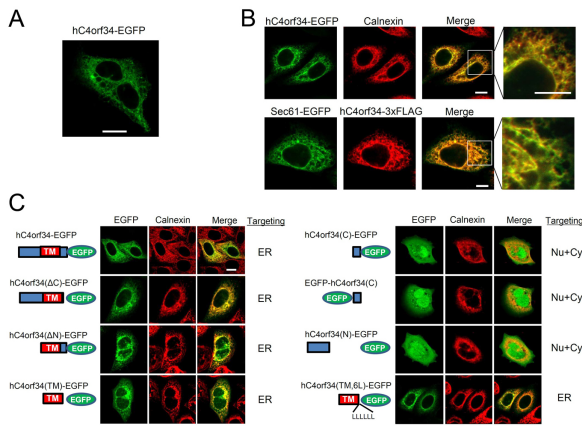 A
hC4orf34-EGFP
B
hC4orf34-EGFP Calnexin Merge
Sec61-EGFP hC4orf34-3xFLAG Merge
C
EGFP Calnexin Merge Targeting
hC4orf34-EGFP
TM EGFP
ER
hC4orf34(ΔC)-EGFP
TM EGFP
ER
hC4orf34(ΔN)-EGFP
TM EGFP
ER
hC4orf34(TM)-EGFP
TM EGFP
ER
EGFP Calnexin Merge Targeting
hC4orf34(C)-EGFP
EGFP
Nu+Cy
EGFP-hC4orf34(C)
EGFP
Nu+Cy
hC4orf34(N)-EGFP
EGFP
Nu+Cy
hC4orf34(TM,6L)-EGFP
TM EGFP
LLLLLL
ER